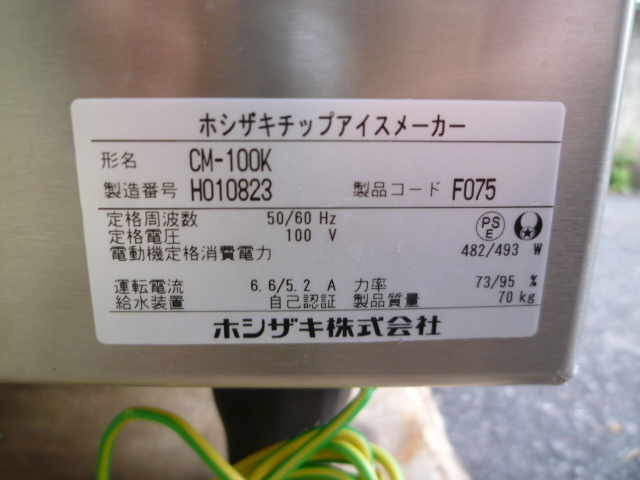 ホシザキチップアイスメーカー
形名 CM-100K
製造番号 H010823 製品コード F075
定格周波数 50/60 Hz
定格電圧 100 V
電動機定格消費電力 482/493 W
PS
E
運転電流 6.6/5.2 A 力率 73/95 %
給水装置 自己認証 製品質量 70 kg
ホシザキ株式会社